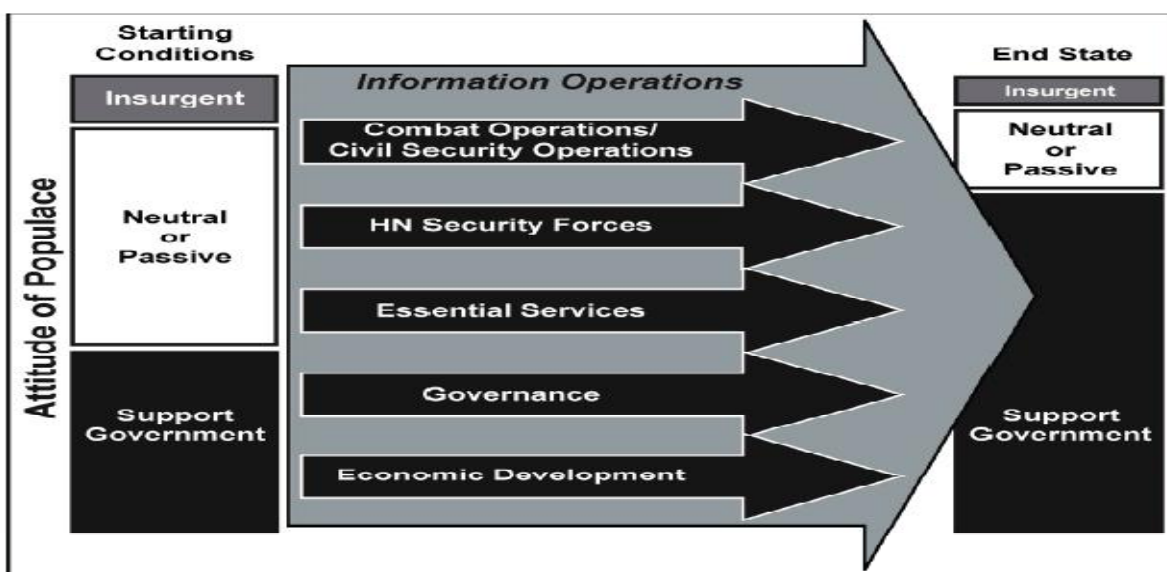 Attitude of Populace
Starting
Conditions
Insurgent
Neutral
or
Passive
Support
Government
Information Operations
Combat Operations/
Civil Security Operations
HN Security Forces
Essential Services
Governance
Economic Development
End State
Insurgent
Neutral
or
Passive
Support
Government